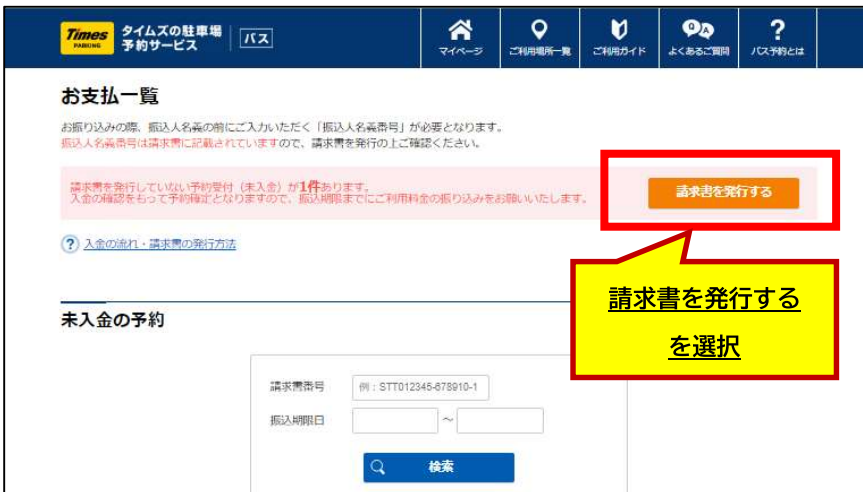 Times
PARKING
タイムズの駐車場
予約サービス
バス
マイページ
ご利用場所一覧
ご利用ガイド
Q A
よくあるご質問
?
バス予約とは
お支払一覧
お振り込みの際、振込人名義の前にご入力いただく「振込人名義番号」が必要となります。
振込人名義番号は請求書に記載されていますので、請求書を発行の上ご確認ください。
請求書を発行していない予約受付（未入金）が1件あります。
入金の確認をもって予約確定となりますので、振込期限までにご利用料金の振り込みをお願いいたします。
請求書を発行する
? 入金の流れ・請求書の発行方法
請求書を発行する
を選択
未入金の予約
請求書番号
例：STT012345-678910-1
振込期限日
～
検索